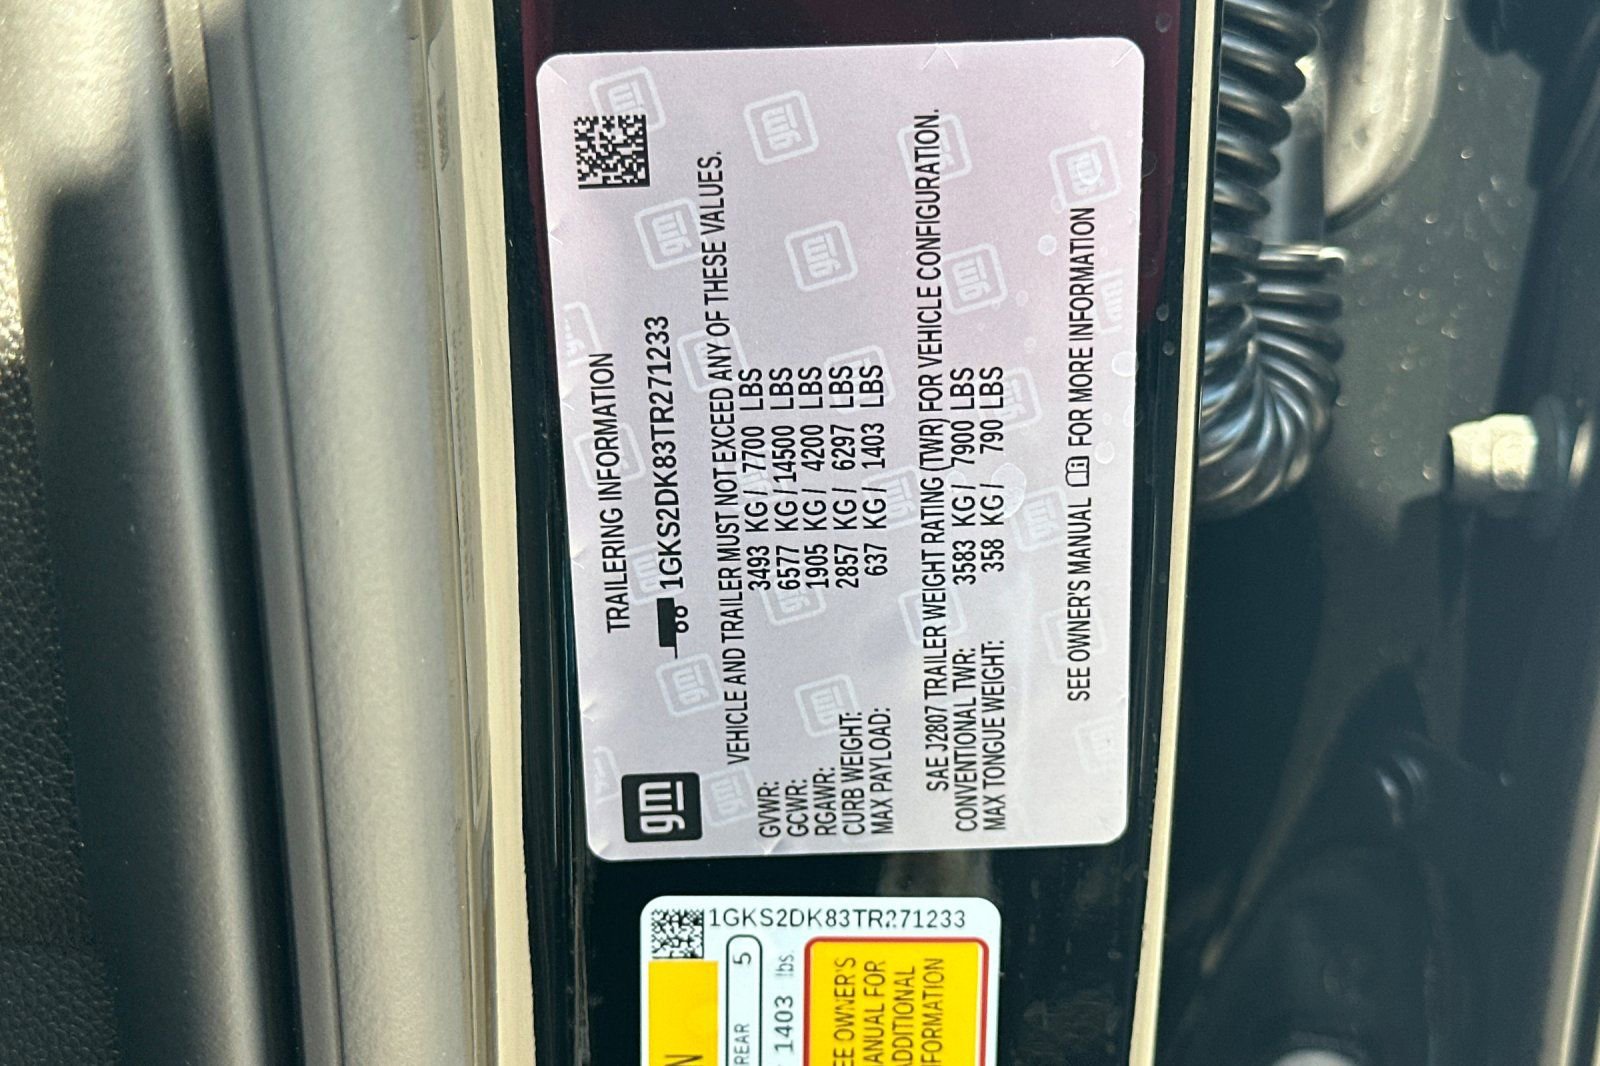 gm
TRAILERING INFORMATION
1GKS2DK83TR271233
VEHICLE AND TRAILER MUST NOT EXCEED ANY OF THESE VALUES.
GVWR: 3493 KG / 7700 LBS
GCWR: 6577 KG / 14500 LBS
RGAWR: 1905 KG / 4200 LBS
CURB WEIGHT: 2857 KG / 6297 LBS
MAX PAYLOAD: 637 KG / 1403 LBS
SAE J2807 TRAILER WEIGHT RATING (TWR) FOR VEHICLE CONFIGURATION.
CONVENTIONAL TWR: 3583 KG / 7900 LBS
MAX TONGUE WEIGHT: 358 KG / 790 LBS
SEE OWNER'S MANUAL FOR MORE INFORMATION
1GKS2DK83TR271233
N
REAR 5
1403 lbs.
EE OWNER'S
ANUAL FOR
ADDITIONAL
FORMATION